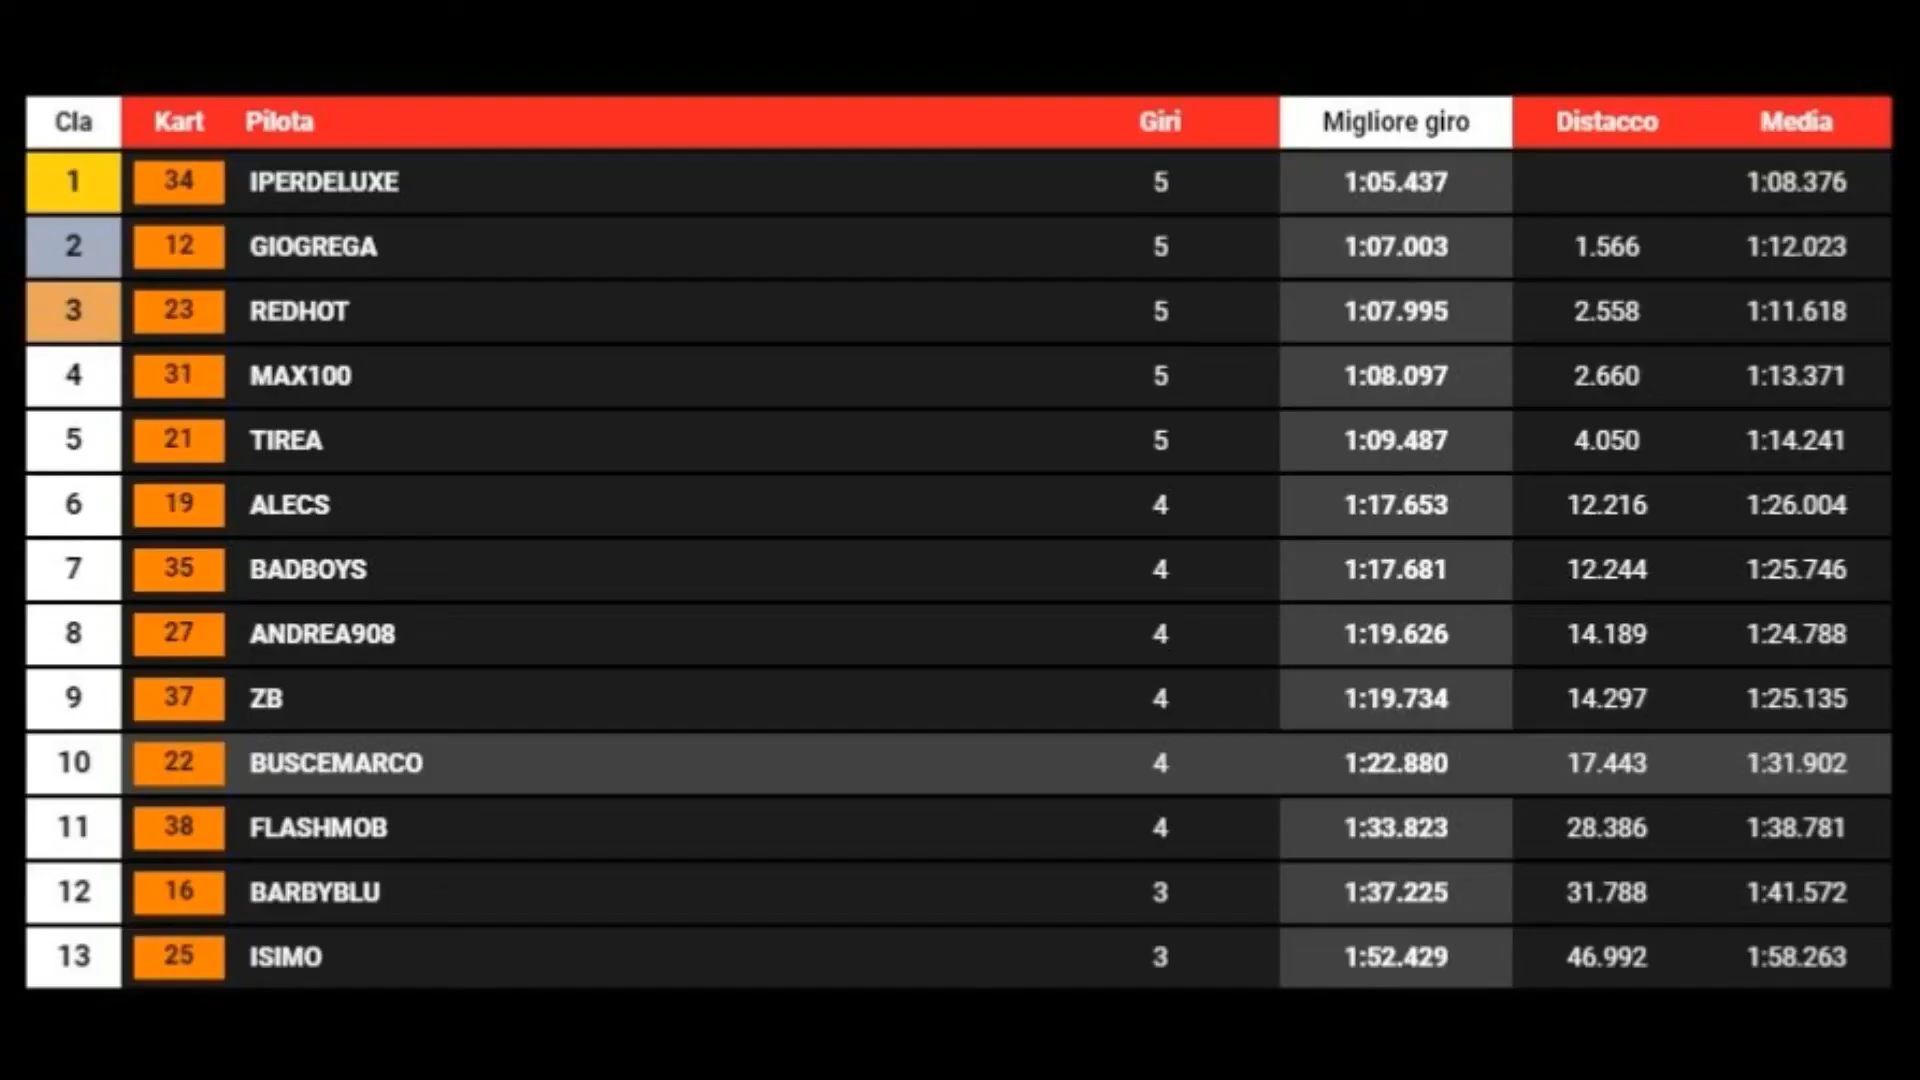 Cla Kart Pilota Giri Migliore giro Distacco Media
1 34 IPERDELUXE 5 1:05.437 1:08.376
2 12 GIOGREGA 5 1:07.003 1.566 1:12.023
3 23 REDHOT 5 1:07.995 2.558 1:11.618
4 31 MAX100 5 1:08.097 2.660 1:13.371
5 21 TIREA 5 1:09.487 4.050 1:14.241
6 19 ALECS 4 1:17.653 12.216 1:26.004
7 35 BADBOYS 4 1:17.681 12.244 1:25.746
8 27 ANDREA908 4 1:19.626 14.189 1:24.788
9 37 ZB 4 1:19.734 14.297 1:25.135
10 22 BUSCEMARCO 4 1:22.880 17.443 1:31.902
11 38 FLASHMOB 4 1:33.823 28.386 1:38.781
12 16 BARBYBLU 3 1:37.225 31.788 1:41.572
13 25 ISIMO 3 1:52.429 46.992 1:58.263